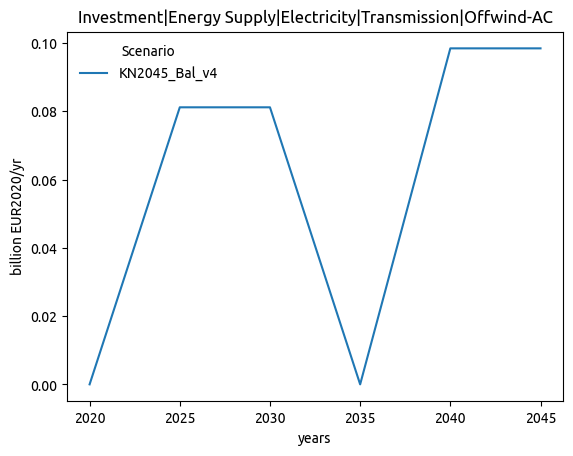 Investment|Energy Supply|Electricity|Transmission|Offwind-AC
Scenario
KN2045_Bal_v4
billion EUR2020/yr
0.10
0.08
0.06
0.04
0.02
0.00
2020
2025
2030
2035
2040
2045
years